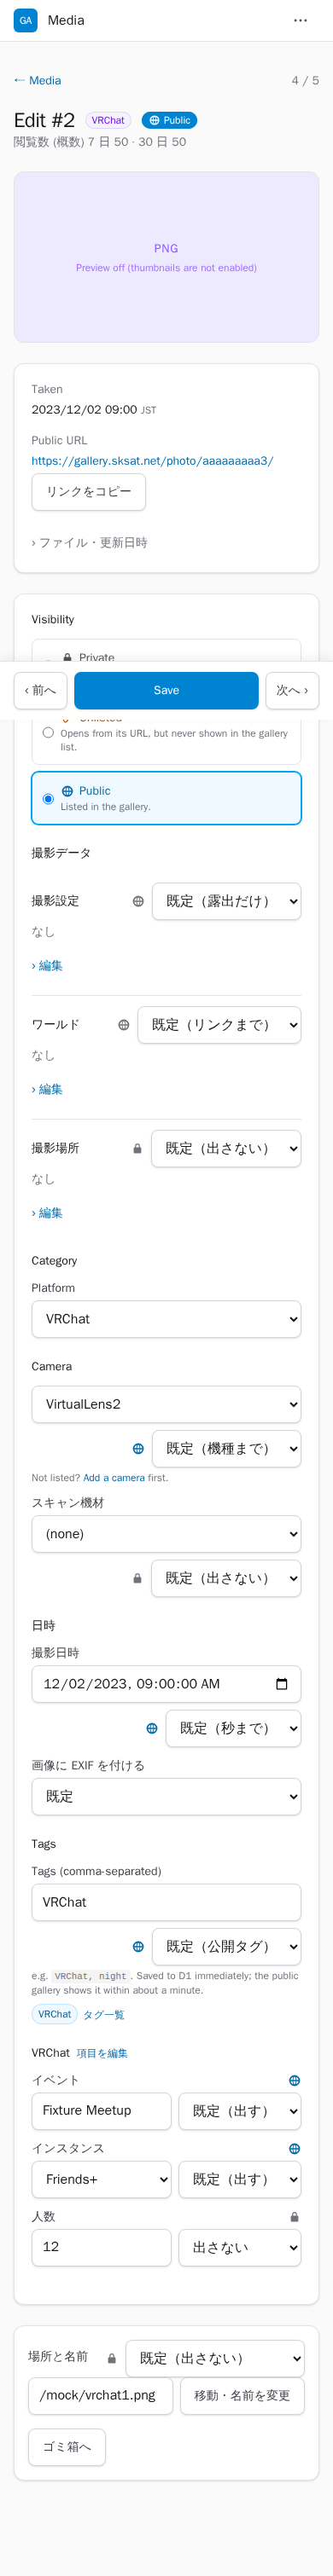 GA Media ···
← Media 4 / 5
Edit #2 VRChat Public
閲覧数 (概数) 7 日 50 · 30 日 50
PNG
Preview off (thumbnails are not enabled)
Taken
2023/12/02 09:00 JST
Public URL
https://gallery.sksat.net/photo/aaaaaaaaa3/
リンクをコピー
› ファイル・更新日時
Visibility
Private
‹ 前へ Save 次へ ›
Unlisted
Opens from its URL, but never shown in the gallery
list.
Public
Listed in the gallery.
撮影データ
撮影設定 既定（露出だけ）
なし
› 編集
ワールド 既定（リンクまで）
なし
› 編集
撮影場所 既定（出さない）
なし
› 編集
Category
Platform
VRChat
Camera
VirtualLens2
既定（機種まで）
Not listed? Add a camera first.
スキャン機材
(none)
既定（出さない）
日時
撮影日時
12/02/2023, 09:00:00 AM
既定（秒まで）
画像に EXIF を付ける
既定
Tags
Tags (comma-separated)
VRChat
既定（公開タグ）
e.g. VRChat, night. Saved to D1 immediately; the public
gallery shows it within about a minute.
VRChat タグ一覧
VRChat 項目を編集
イベント
Fixture Meetup 既定（出す）
インスタンス
Friends+ 既定（出す）
人数
12 出さない
場所と名前 既定（出さない）
/mock/vrchat1.png 移動・名前を変更
ゴミ箱へ